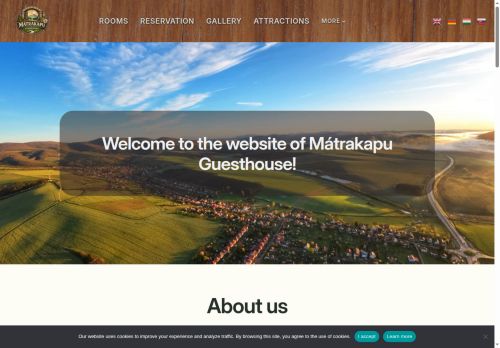 MÁTRAKAPU
ROOMS RESERVATION GALLERY ATTRACTIONS MORE
Welcome to the website of Mátrakapu
Guesthouse!
About us
Our website uses cookies to improve your experience and analyze traffic. By browsing this site, you agree to the use of cookies. I accept Learn more